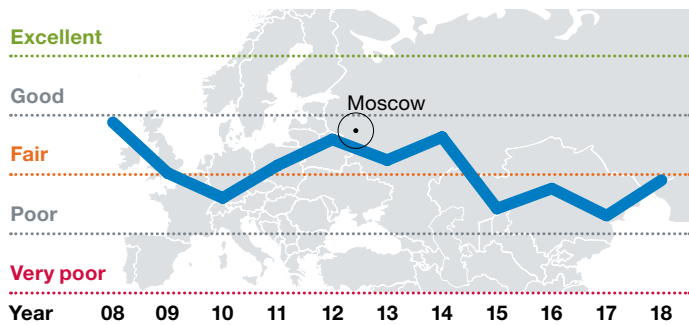 Excellent
Good
Moscow
Fair
Poor
Very poor
Year 08 09 10 11 12 13 14 15 16 17 18